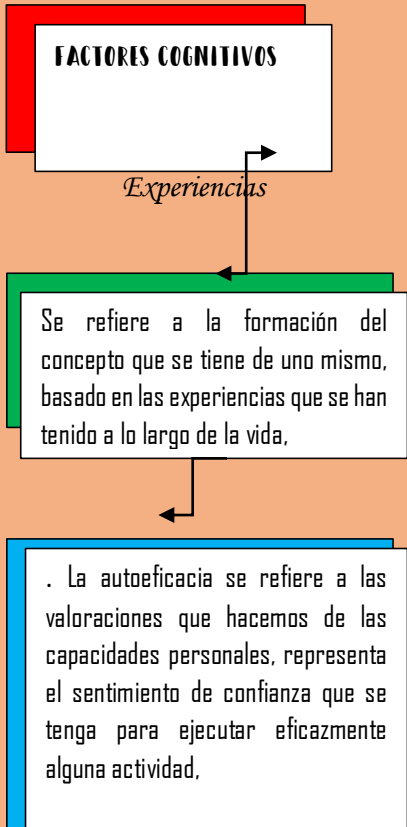 FACTORES COGNITIVOS
Experiencias
Se refiere a la formación del
concepto que se tiene de uno mismo,
basado en las experiencias que se han
tenido a lo largo de la vida,
. La autoeficacia se refiere a las
valoraciones que hacemos de las
capacidades personales, representa
el sentimiento de confianza que se
tenga para ejecutar eficazmente
alguna actividad,